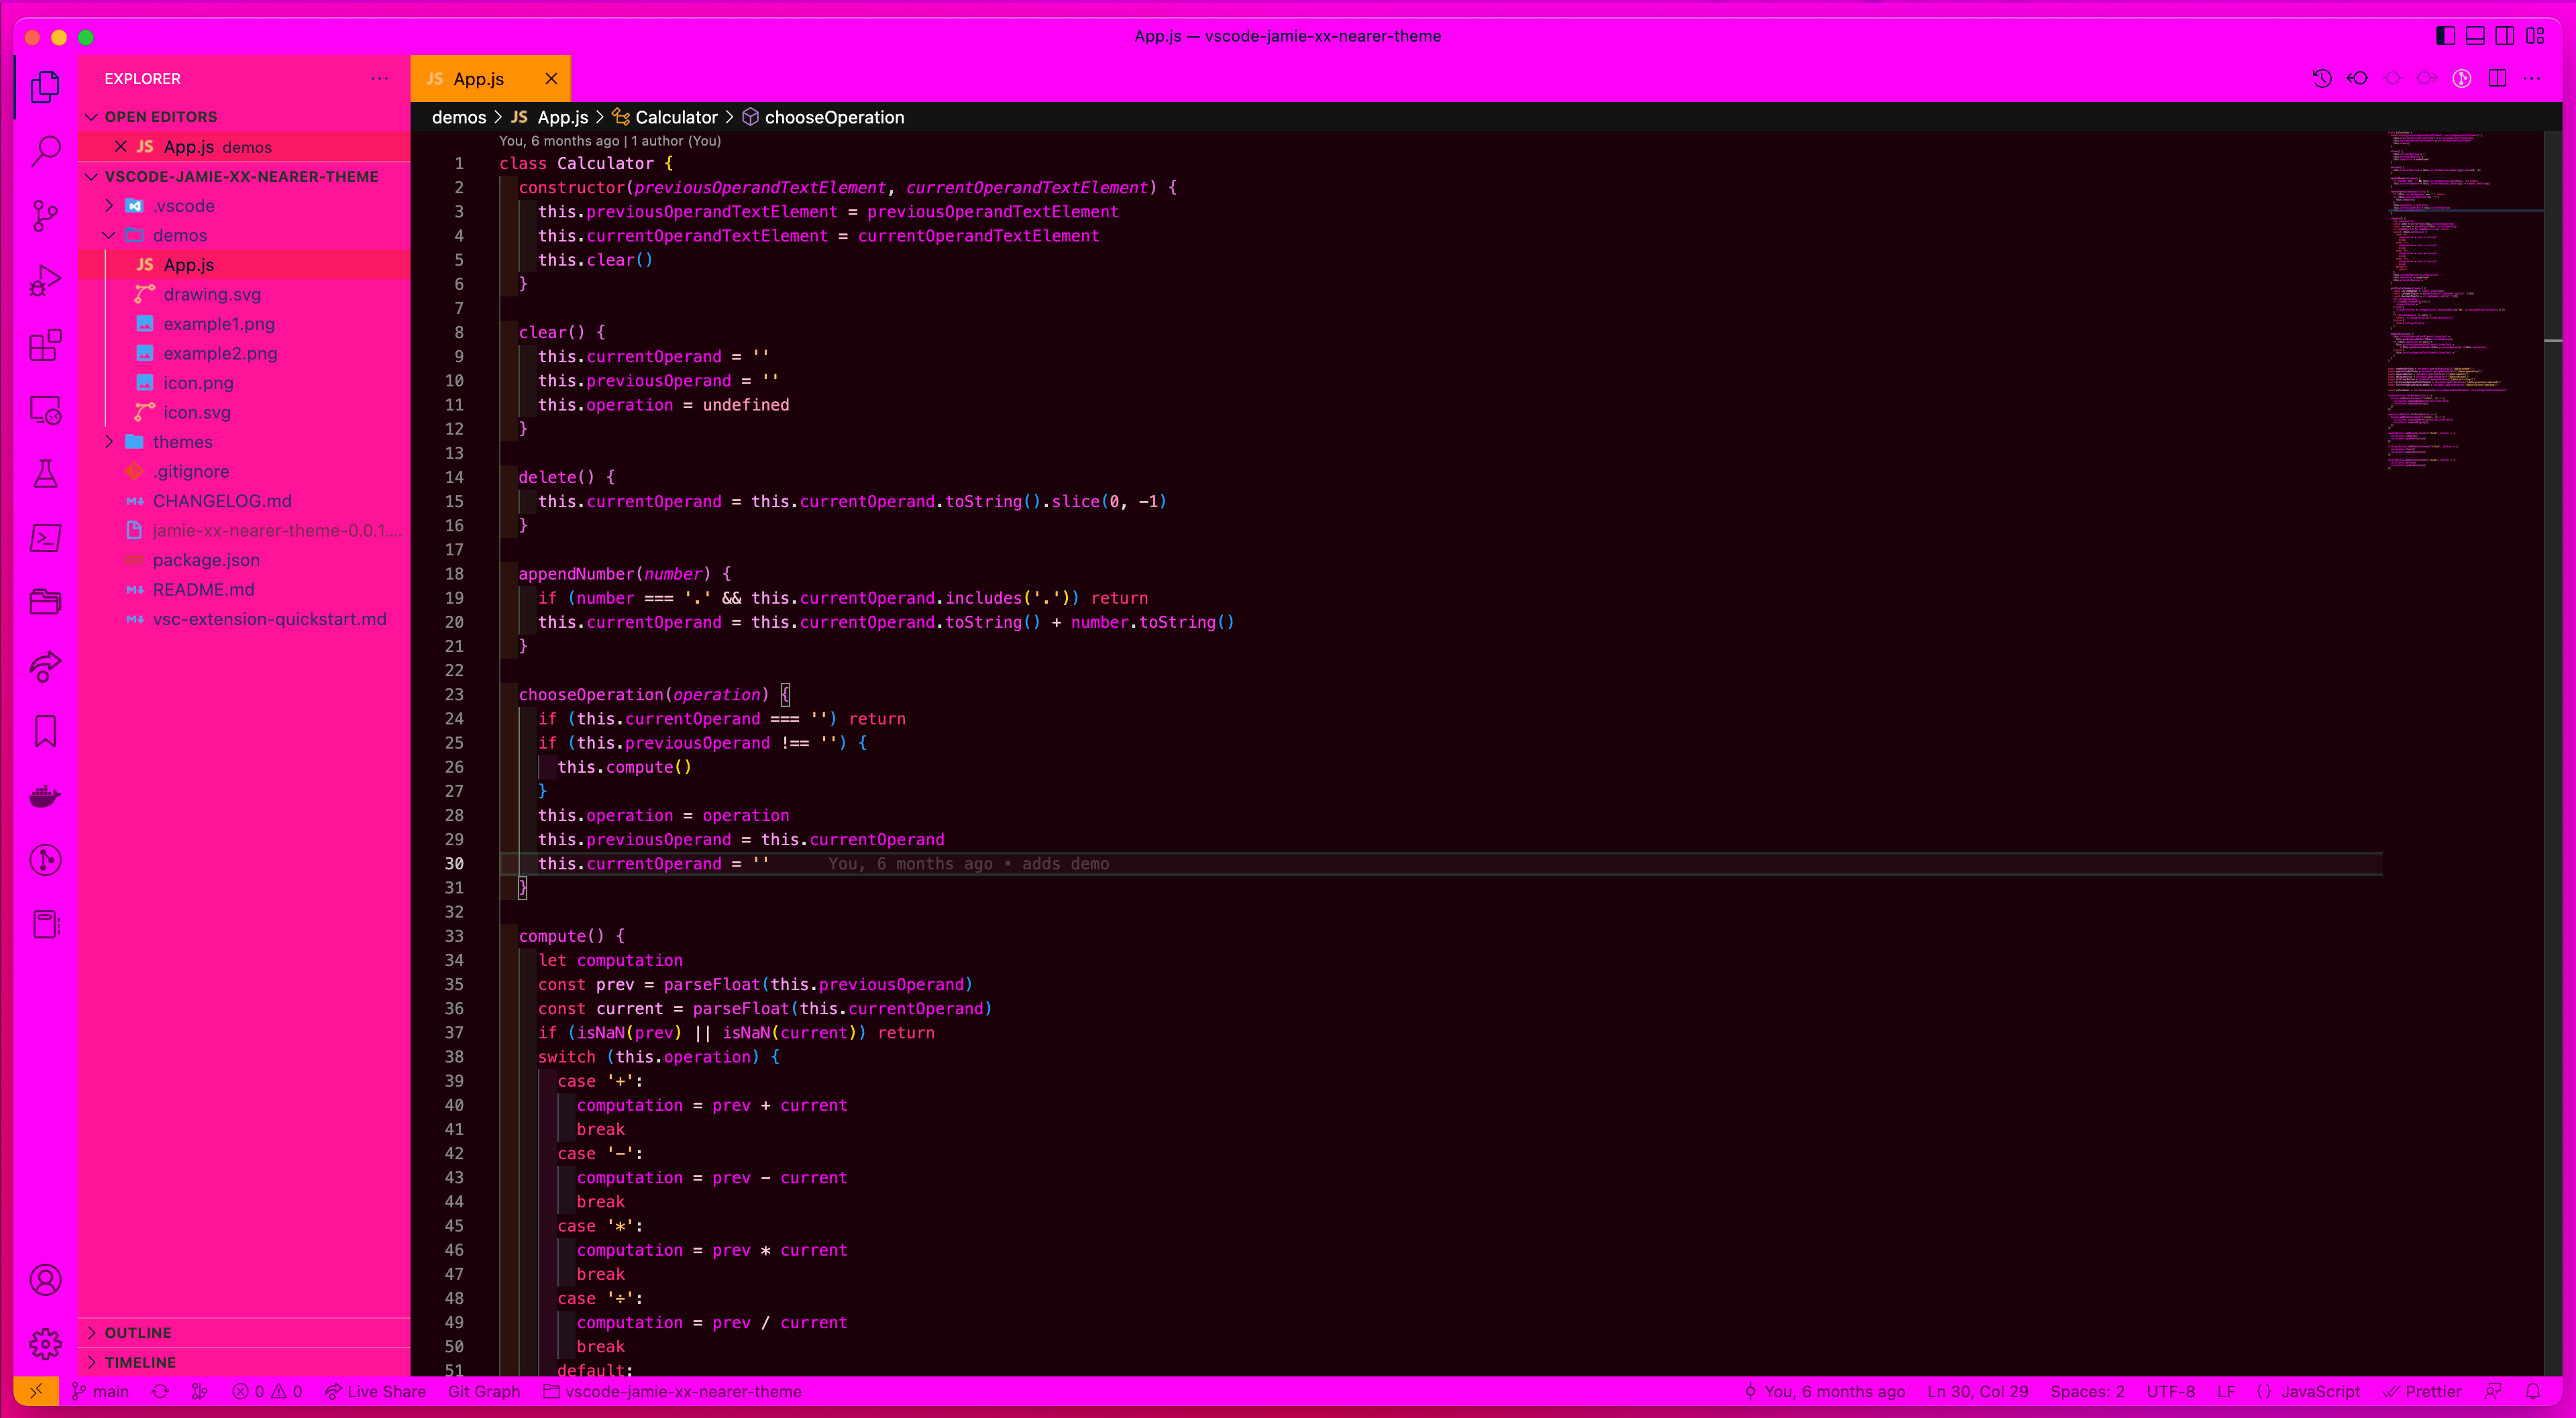 App.js — vscode-jamie-xx-nearer-theme
EXPLORER
OPEN EDITORS
JS App.js demos
VSCODE-JAMIE-XX-NEARER-THEME
.vscode
demos
JS App.js
drawing.svg
example1.png
example2.png
icon.png
icon.svg
themes
.gitignore
CHANGELOG.md
jamie-xx-nearer-theme-0.0.1....
package.json
README.md
vsc-extension-quickstart.md
OUTLINE
TIMELINE
JS App.js
demos > JS App.js > Calculator > chooseOperation
You, 6 months ago | 1 author (You)
1 class Calculator {
2 constructor(previousOperandTextElement, currentOperandTextElement) {
3 this.previousOperandTextElement = previousOperandTextElement
4 this.currentOperandTextElement = currentOperandTextElement
5 this.clear()
6 }
7
8 clear() {
9 this.currentOperand = ''
10 this.previousOperand = ''
11 this.operation = undefined
12 }
13
14 delete() {
15 this.currentOperand = this.currentOperand.toString().slice(0, -1)
16 }
17
18 appendNumber(number) {
19 if (number === '.' && this.currentOperand.includes('.')) return
20 this.currentOperand = this.currentOperand.toString() + number.toString()
21 }
22
23 chooseOperation(operation) {
24 if (this.currentOperand === '') return
25 if (this.previousOperand !== '') {
26 this.compute()
27 }
28 this.operation = operation
29 this.previousOperand = this.currentOperand
30 this.currentOperand = '' You, 6 months ago • adds demo
31 }
32
33 compute() {
34 let computation
35 const prev = parseFloat(this.previousOperand)
36 const current = parseFloat(this.currentOperand)
37 if (isNaN(prev) || isNaN(current)) return
38 switch (this.operation) {
39 case '+':
40 computation = prev + current
41 break
42 case '-':
43 computation = prev - current
44 break
45 case '*':
46 computation = prev * current
47 break
48 case '÷':
49 computation = prev / current
50 break
51 default:
main 0 0 Live Share Git Graph vscode-jamie-xx-nearer-theme You, 6 months ago Ln 30, Col 29 Spaces: 2 UTF-8 LF {} JavaScript Prettier